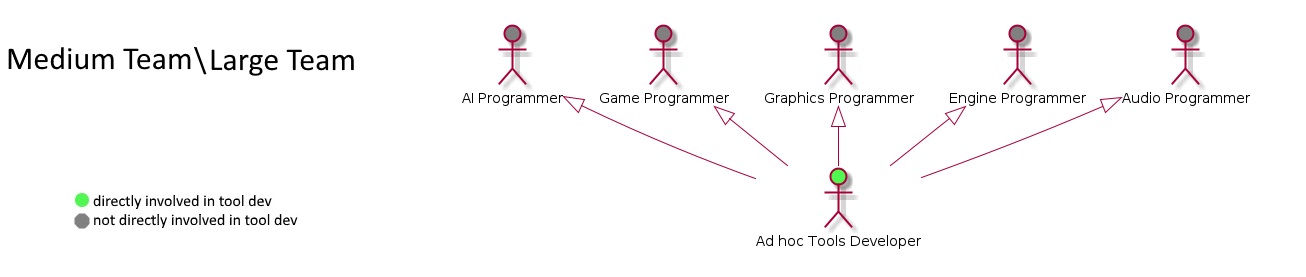 Medium Team\Large Team
AI Programmer
Game Programmer
Graphics Programmer
Engine Programmer
Audio Programmer
directly involved in tool dev
not directly involved in tool dev
Ad hoc Tools Developer